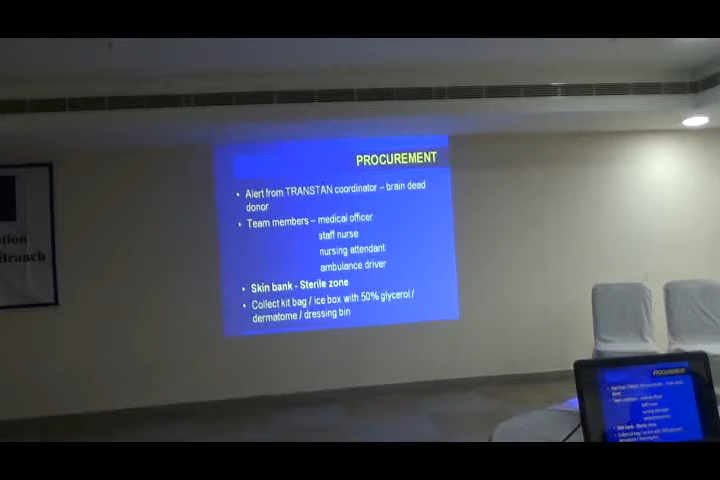 PROCUREMENT
• Alert from TRANSTAN coordinator – brain dead
donor
• Team members – medical officer
staff nurse
nursing attendant
ambulance driver
• Skin bank - Sterile zone
• Collect kit bag / ice box with 50% glycerol /
dermatome / dressing bin
Branch
PROCUREMENT